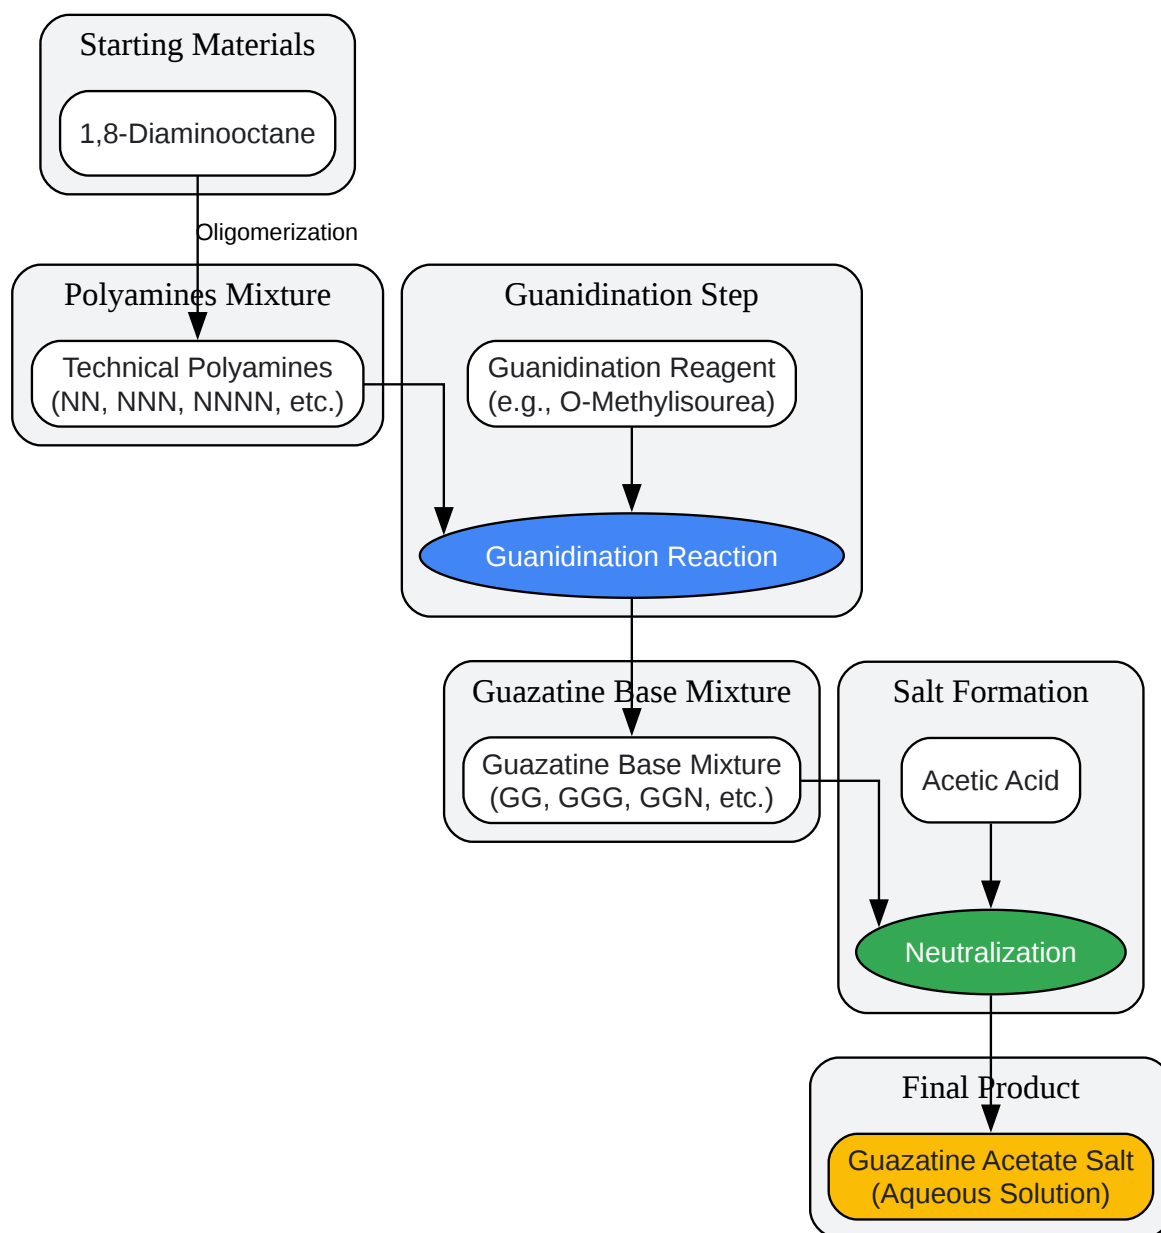 Starting Materials
1,8-Diaminooctane
Oligomerization
Polyamines Mixture
Technical Polyamines
(NN, NNN, NNNN, etc.)
Guanidination Step
Guanidination Reagent
(e.g., O-Methylisourea)
Guanidination Reaction
Guazatine Base Mixture
Guazatine Base Mixture
(GG, GGG, GGN, etc.)
Salt Formation
Acetic Acid
Neutralization
Final Product
Guazatine Acetate Salt
(Aqueous Solution)